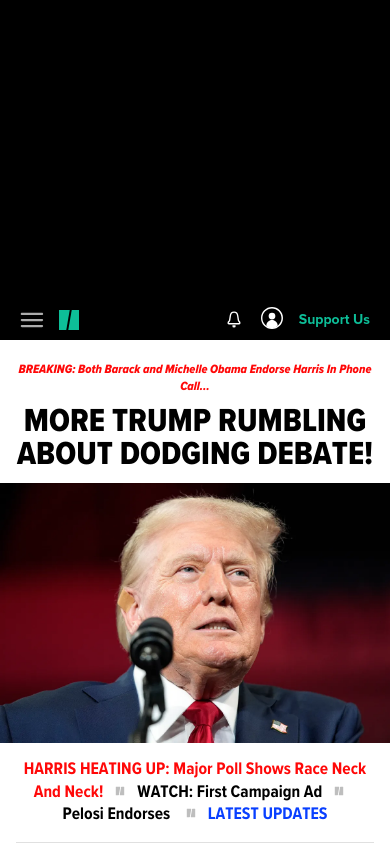 Support Us
BREAKING: Both Barack and Michelle Obama Endorse Harris In Phone
Call...
MORE TRUMP RUMBLING
ABOUT DODGING DEBATE!
HARRIS HEATING UP: Major Poll Shows Race Neck
And Neck! " WATCH: First Campaign Ad "
Pelosi Endorses " LATEST UPDATES